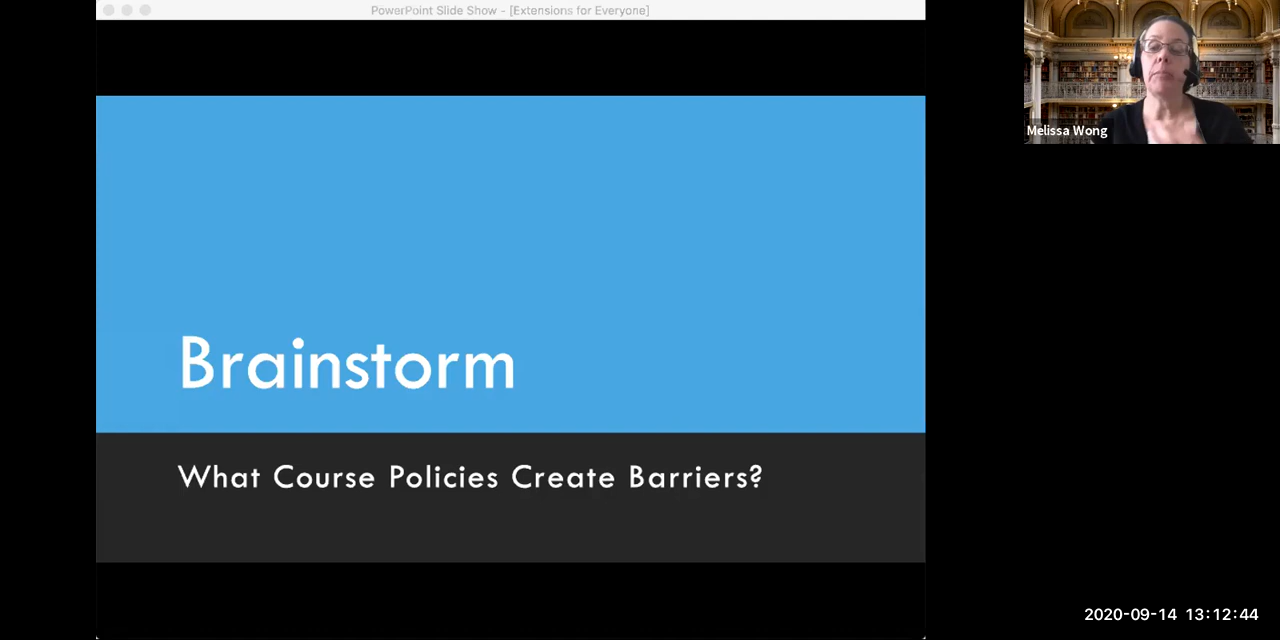 PowerPoint Slide Show - [Extensions for Everyone]
Melissa Wong
Brainstorm
What Course Policies Create Barriers?
2020-09-14 13:12:44